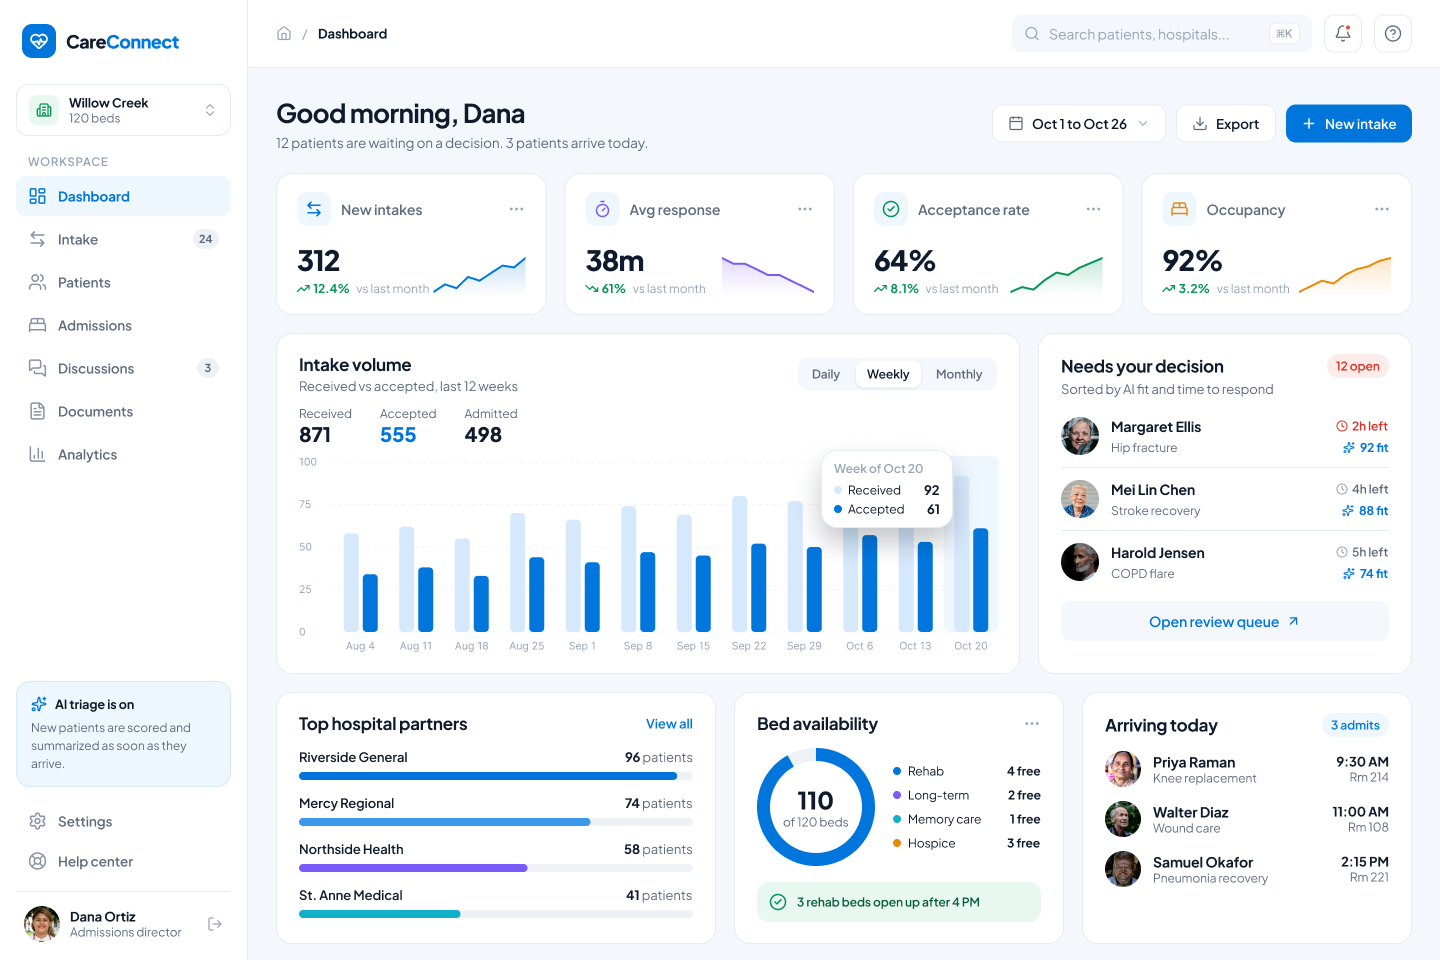 CareConnect
Willow Creek
120 beds
WORKSPACE
Dashboard
Intake 24
Patients
Admissions
Discussions 3
Documents
Analytics
AI triage is on
New patients are scored and
summarized as soon as they
arrive.
Settings
Help center
Dana Ortiz
Admissions director
/ Dashboard
Search patients, hospitals... ⌘K
Good morning, Dana
12 patients are waiting on a decision. 3 patients arrive today.
Oct 1 to Oct 26
Export
New intake
New intakes
312
12.4% vs last month
Avg response
38m
61% vs last month
Acceptance rate
64%
8.1% vs last month
Occupancy
92%
3.2% vs last month
Intake volume
Received vs accepted, last 12 weeks
Daily Weekly Monthly
Received Accepted Admitted
871 555 498
100
75
50
25
0
Week of Oct 20
Received 92
Accepted 61
Aug 4 Aug 11 Aug 18 Aug 25 Sep 1 Sep 8 Sep 15 Sep 22 Sep 29 Oct 6 Oct 13 Oct 20
Needs your decision 12 open
Sorted by AI fit and time to respond
Margaret Ellis 2h left
Hip fracture 92 fit
Mei Lin Chen 4h left
Stroke recovery 88 fit
Harold Jensen 5h left
COPD flare 74 fit
Open review queue
Top hospital partners View all
Riverside General 96 patients
Mercy Regional 74 patients
Northside Health 58 patients
St. Anne Medical 41 patients
Bed availability
110
of 120 beds
Rehab 4 free
Long-term 2 free
Memory care 1 free
Hospice 3 free
3 rehab beds open up after 4 PM
Arriving today 3 admits
Priya Raman 9:30 AM
Knee replacement Rm 214
Walter Diaz 11:00 AM
Wound care Rm 108
Samuel Okafor 2:15 PM
Pneumonia recovery Rm 221